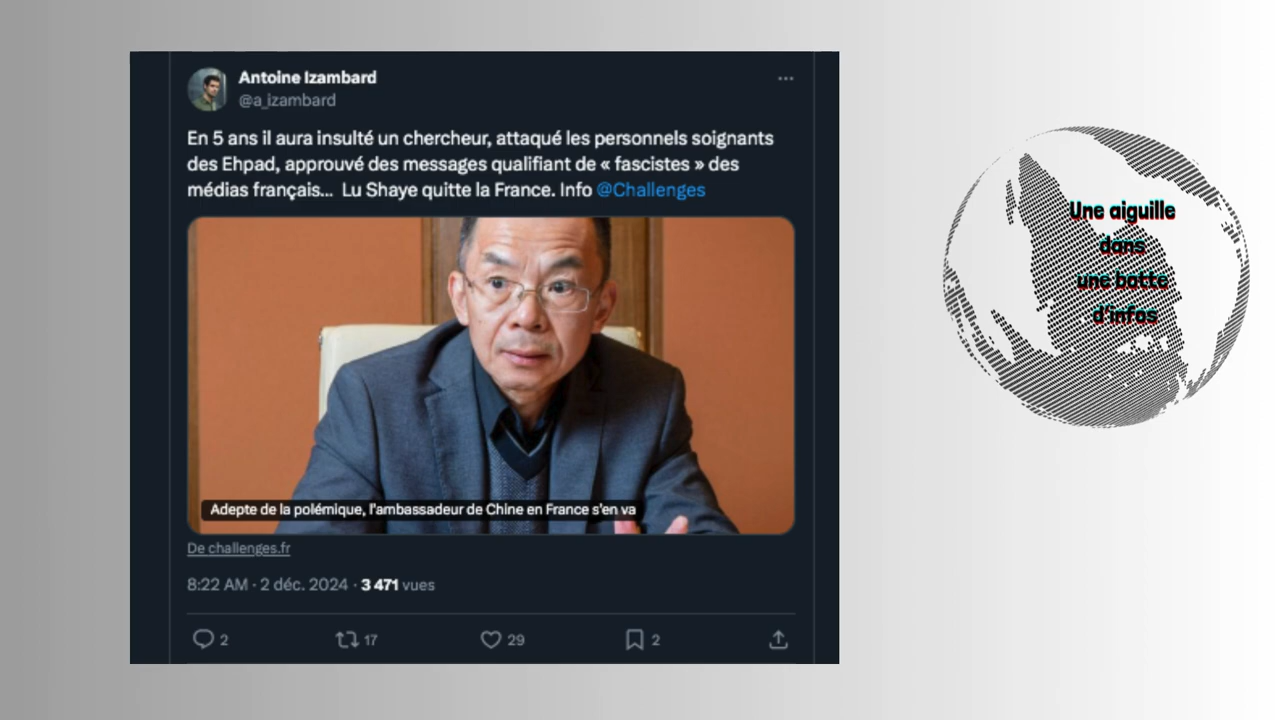 Antoine Izambard
@a_izambard
En 5 ans il aura insulté un chercheur, attaqué les personnels soignants
des Ehpad, approuvé des messages qualifiant de « fascistes » des
médias français... Lu Shaye quitte la France. Info @Challenges
Adepte de la polémique, l'ambassadeur de Chine en France s'en va
De challenges.fr
8:22 AM · 2 déc. 2024 · 3 471 vues
2 17 29 2
Une aiguille
dans
une botte
d'infos